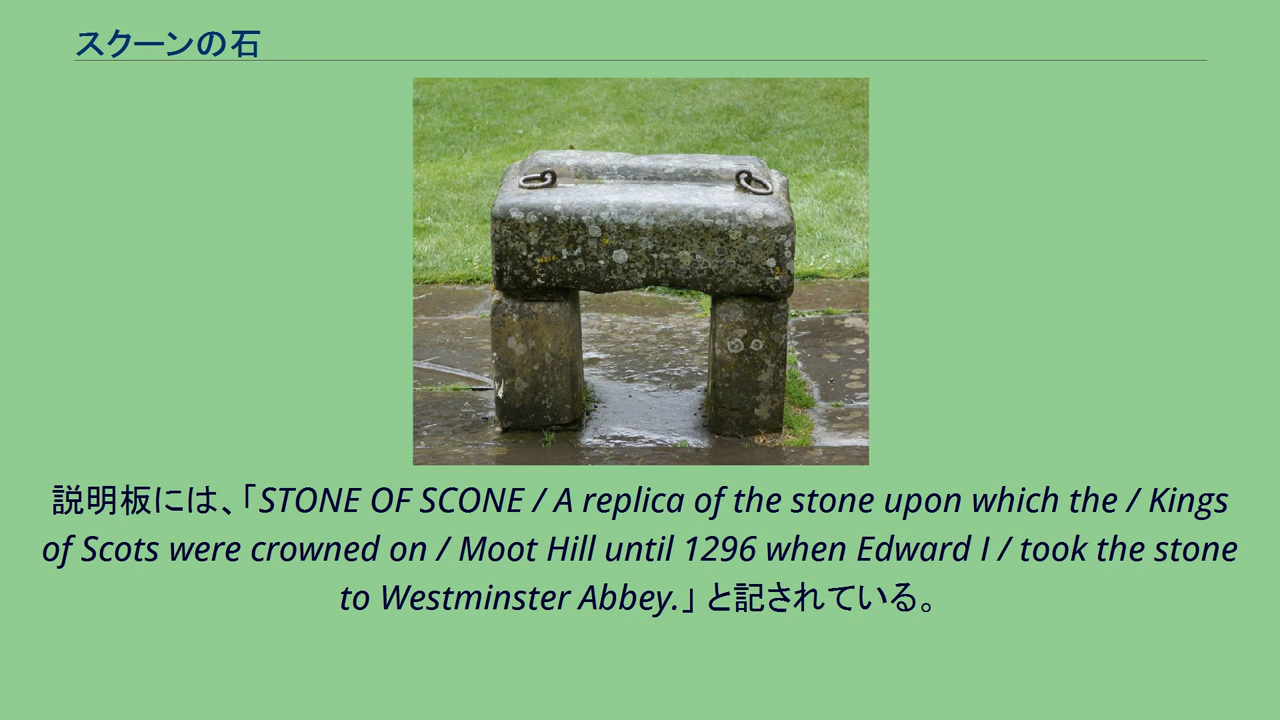 スクーンの石
説明板には、「STONE OF SCONE / A replica of the stone upon which the / Kings
of Scots were crowned on / Moot Hill until 1296 when Edward I / took the stone
to Westminster Abbey.」と記されている。